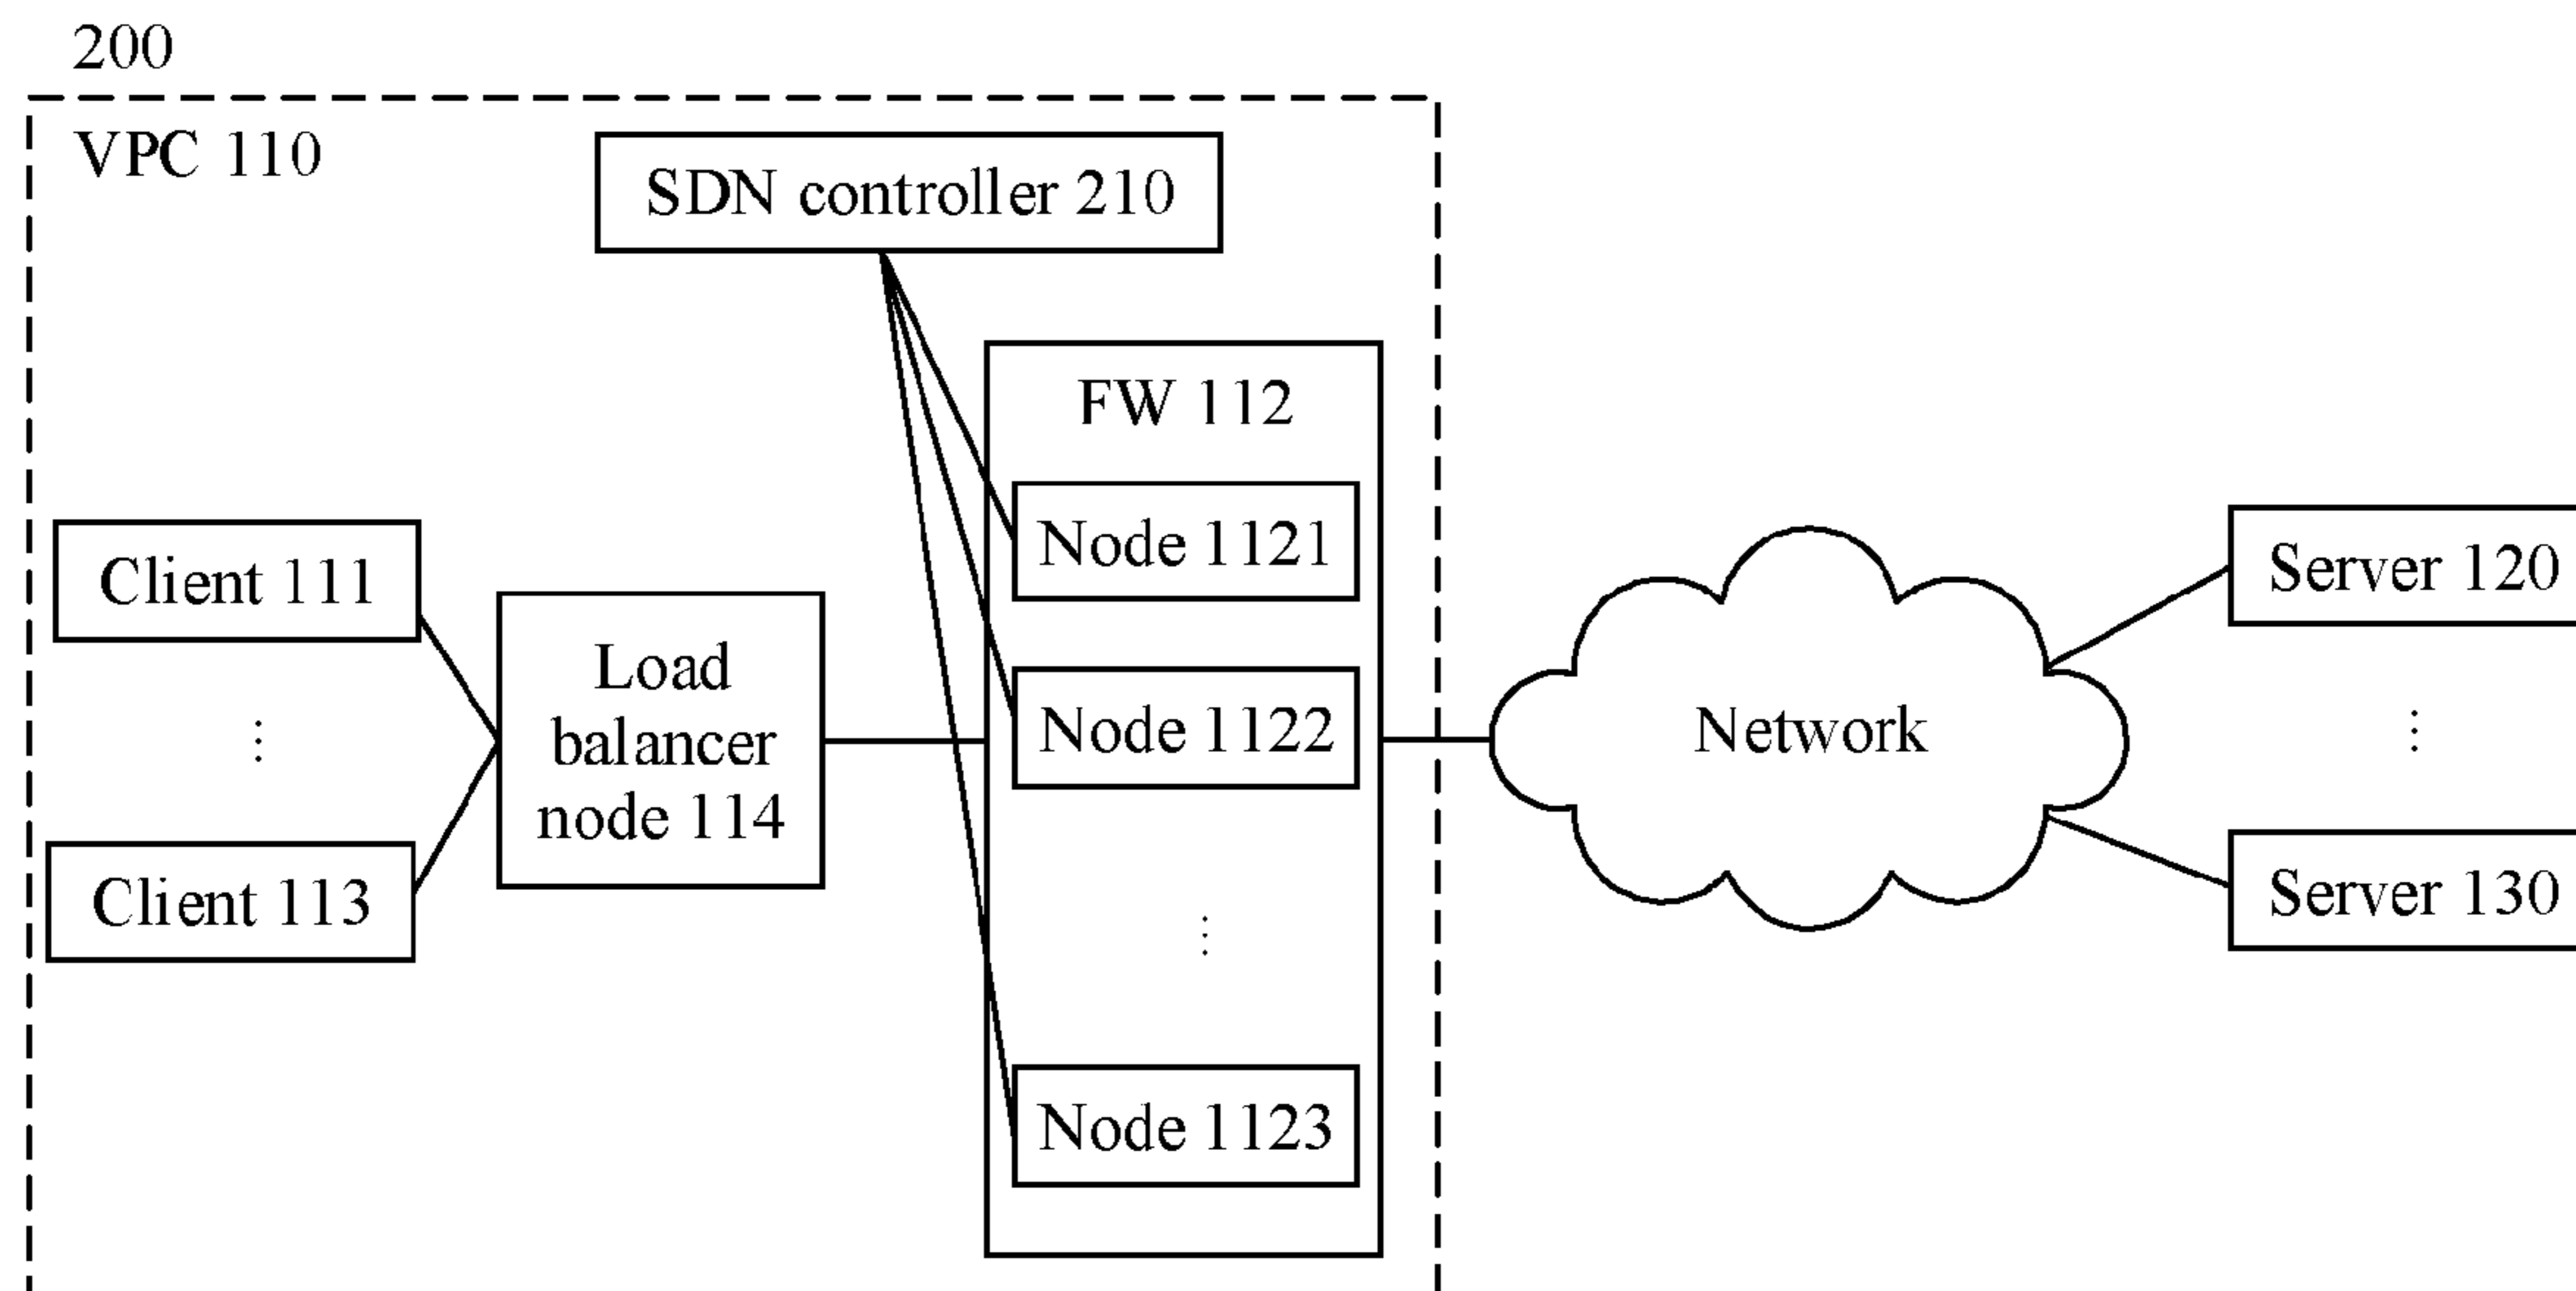 200
VPC 110
SDN controller 210
FW 112
Node 1121
Client 111
Load
balancer
node 114
Node 1122
Client 113
Node 1123
Network
Server 120
Server 130